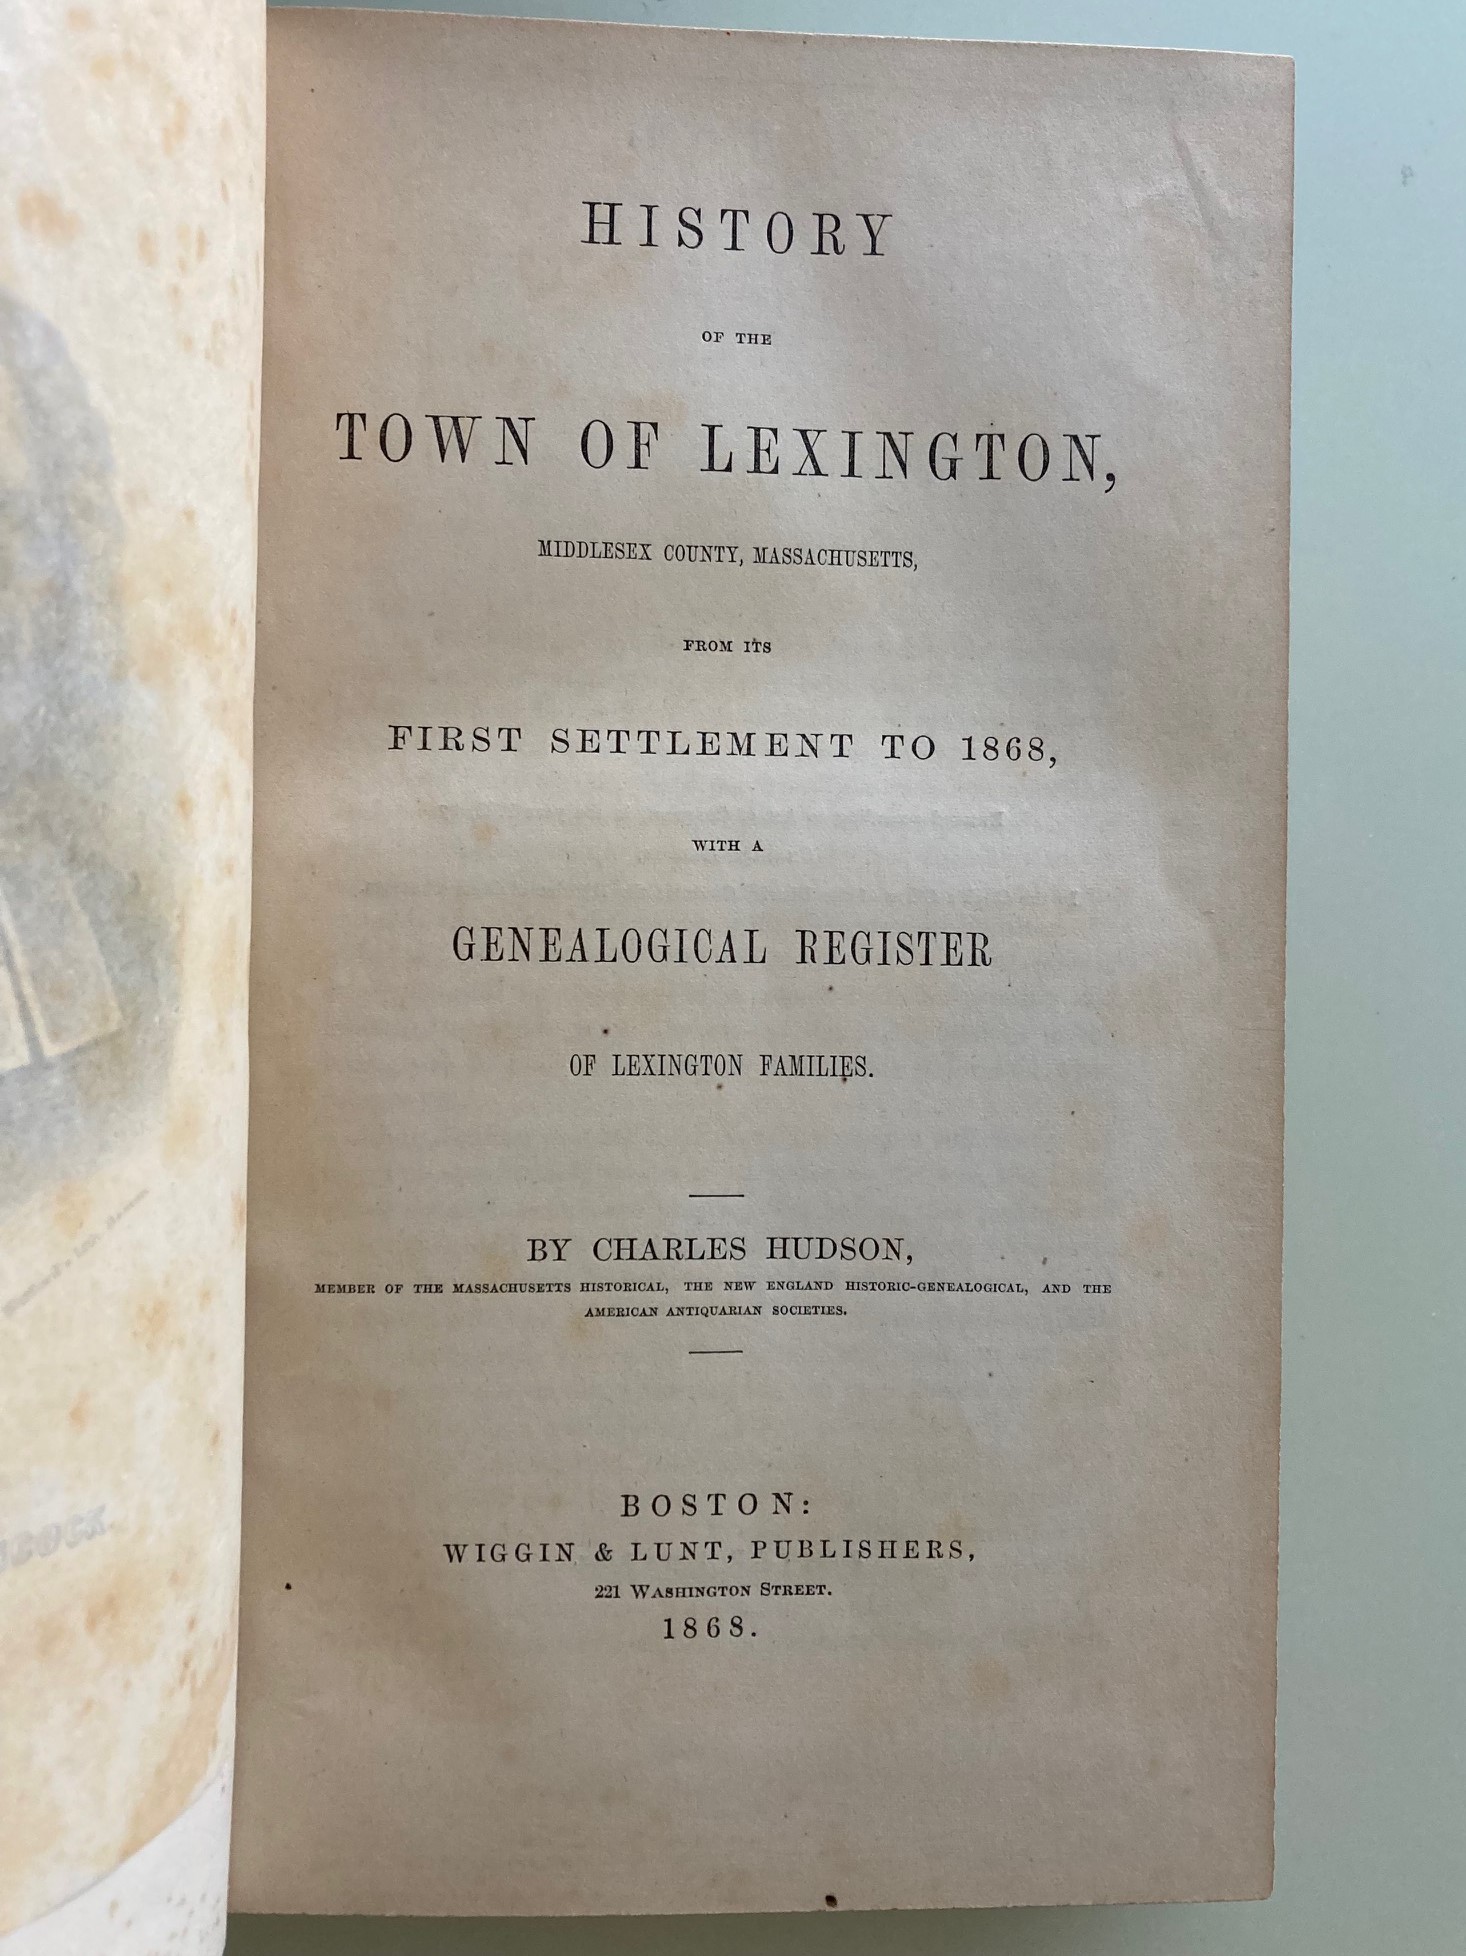 HISTORY
OF THE
TOWN OF LEXINGTON,
MIDDLESEX COUNTY, MASSACHUSETTS,
FROM ITS
FIRST SETTLEMENT TO 1868,
WITH A
GENEALOGICAL REGISTER
OF LEXINGTON FAMILIES.
BY CHARLES HUDSON,
MEMBER OF THE MASSACHUSETTS HISTORICAL, THE NEW ENGLAND HISTORIC-GENEALOGICAL, AND THE
AMERICAN ANTIQUARIAN SOCIETIES.
BOSTON:
WIGGIN & LUNT, PUBLISHERS,
221 WASHINGTON STREET.
1868.